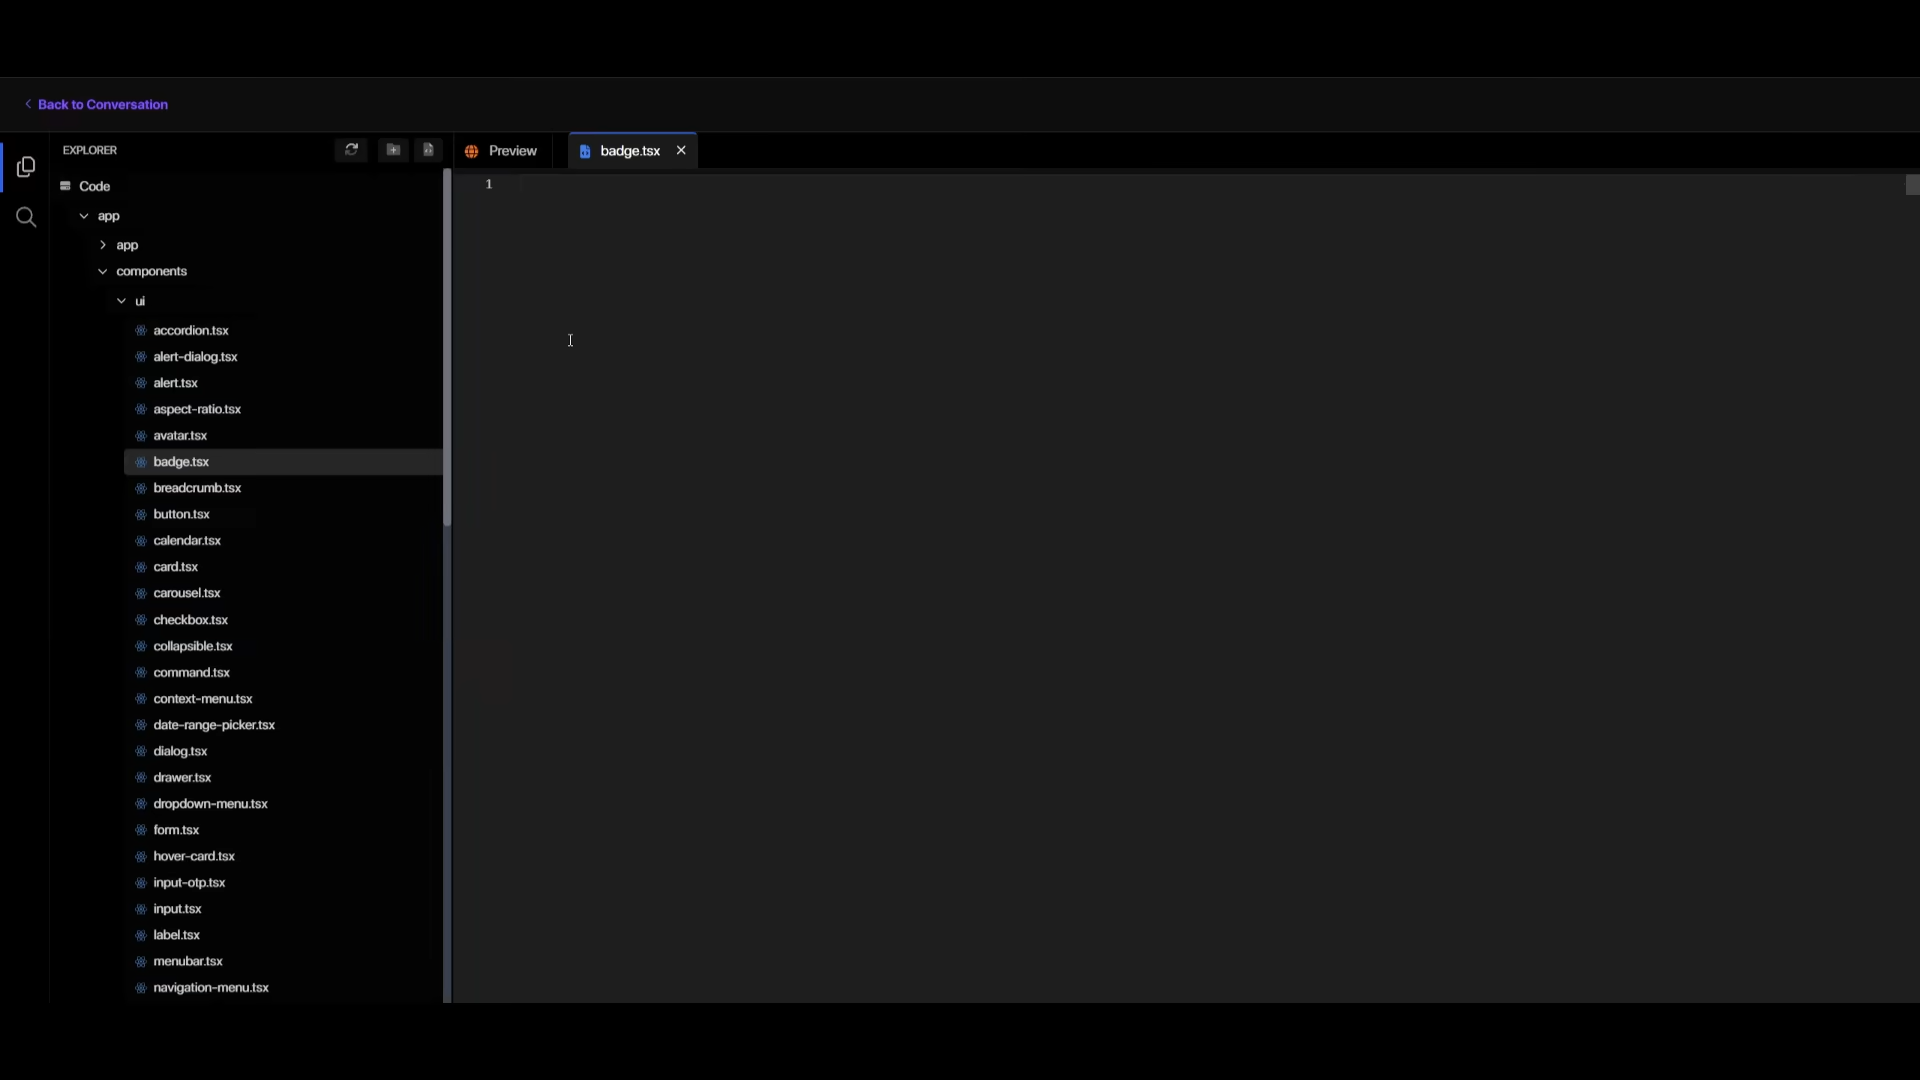 Back to Conversation
EXPLORER
Preview
badge.tsx
Code
1
app
app
components
ui
accordion.tsx
alert-dialog.tsx
alert.tsx
aspect-ratio.tsx
avatar.tsx
badge.tsx
breadcrumb.tsx
button.tsx
calendar.tsx
card.tsx
carousel.tsx
checkbox.tsx
collapsible.tsx
command.tsx
context-menu.tsx
date-range-picker.tsx
dialog.tsx
drawer.tsx
dropdown-menu.tsx
form.tsx
hover-card.tsx
input-otp.tsx
input.tsx
label.tsx
menubar.tsx
navigation-menu.tsx